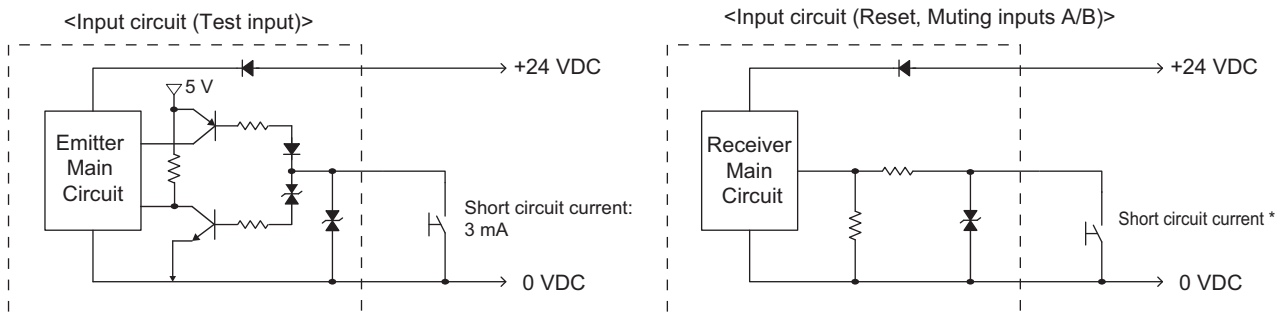 <Input circuit (Test input)>
+24 VDC
5 V
Emitter
Main
Circuit
Short circuit current:
3 mA
0 VDC
<Input circuit (Reset, Muting inputs A/B)>
+24 VDC
Receiver
Main
Circuit
Short circuit current *
0 VDC